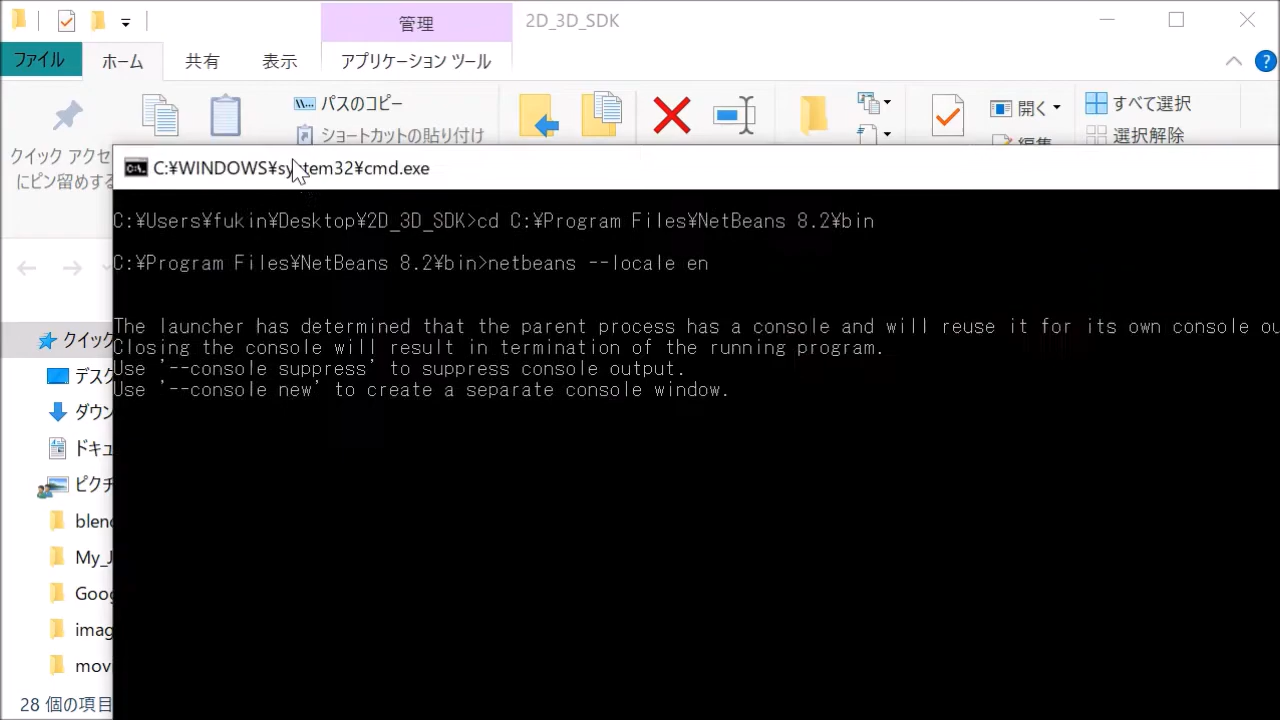 管理
2D_3D_SDK
ファイル
ホーム
共有
表示
アプリケーション ツール
パスのコピー
ショートカットの貼り付け
開く
編集
すべて選択
選択解除
クイック アクセ
にピン留めする
C:¥WINDOWS¥system32¥cmd.exe
C:¥Users¥fukin¥Desktop¥2D_3D_SDK>cd C:¥Program Files¥NetBeans 8.2¥bin
C:¥Program Files¥NetBeans 8.2¥bin>netbeans --locale en
The launcher has determined that the parent process has a console and will reuse it for its own console ou
Closing the console will result in termination of the running program.
Use '--console suppress' to suppress console output.
Use '--console new' to create a separate console window.
クイック
デスク
ダウン
ドキュ
ピクチ
blend
My_J
Goog
imag
movi
28 個の項目